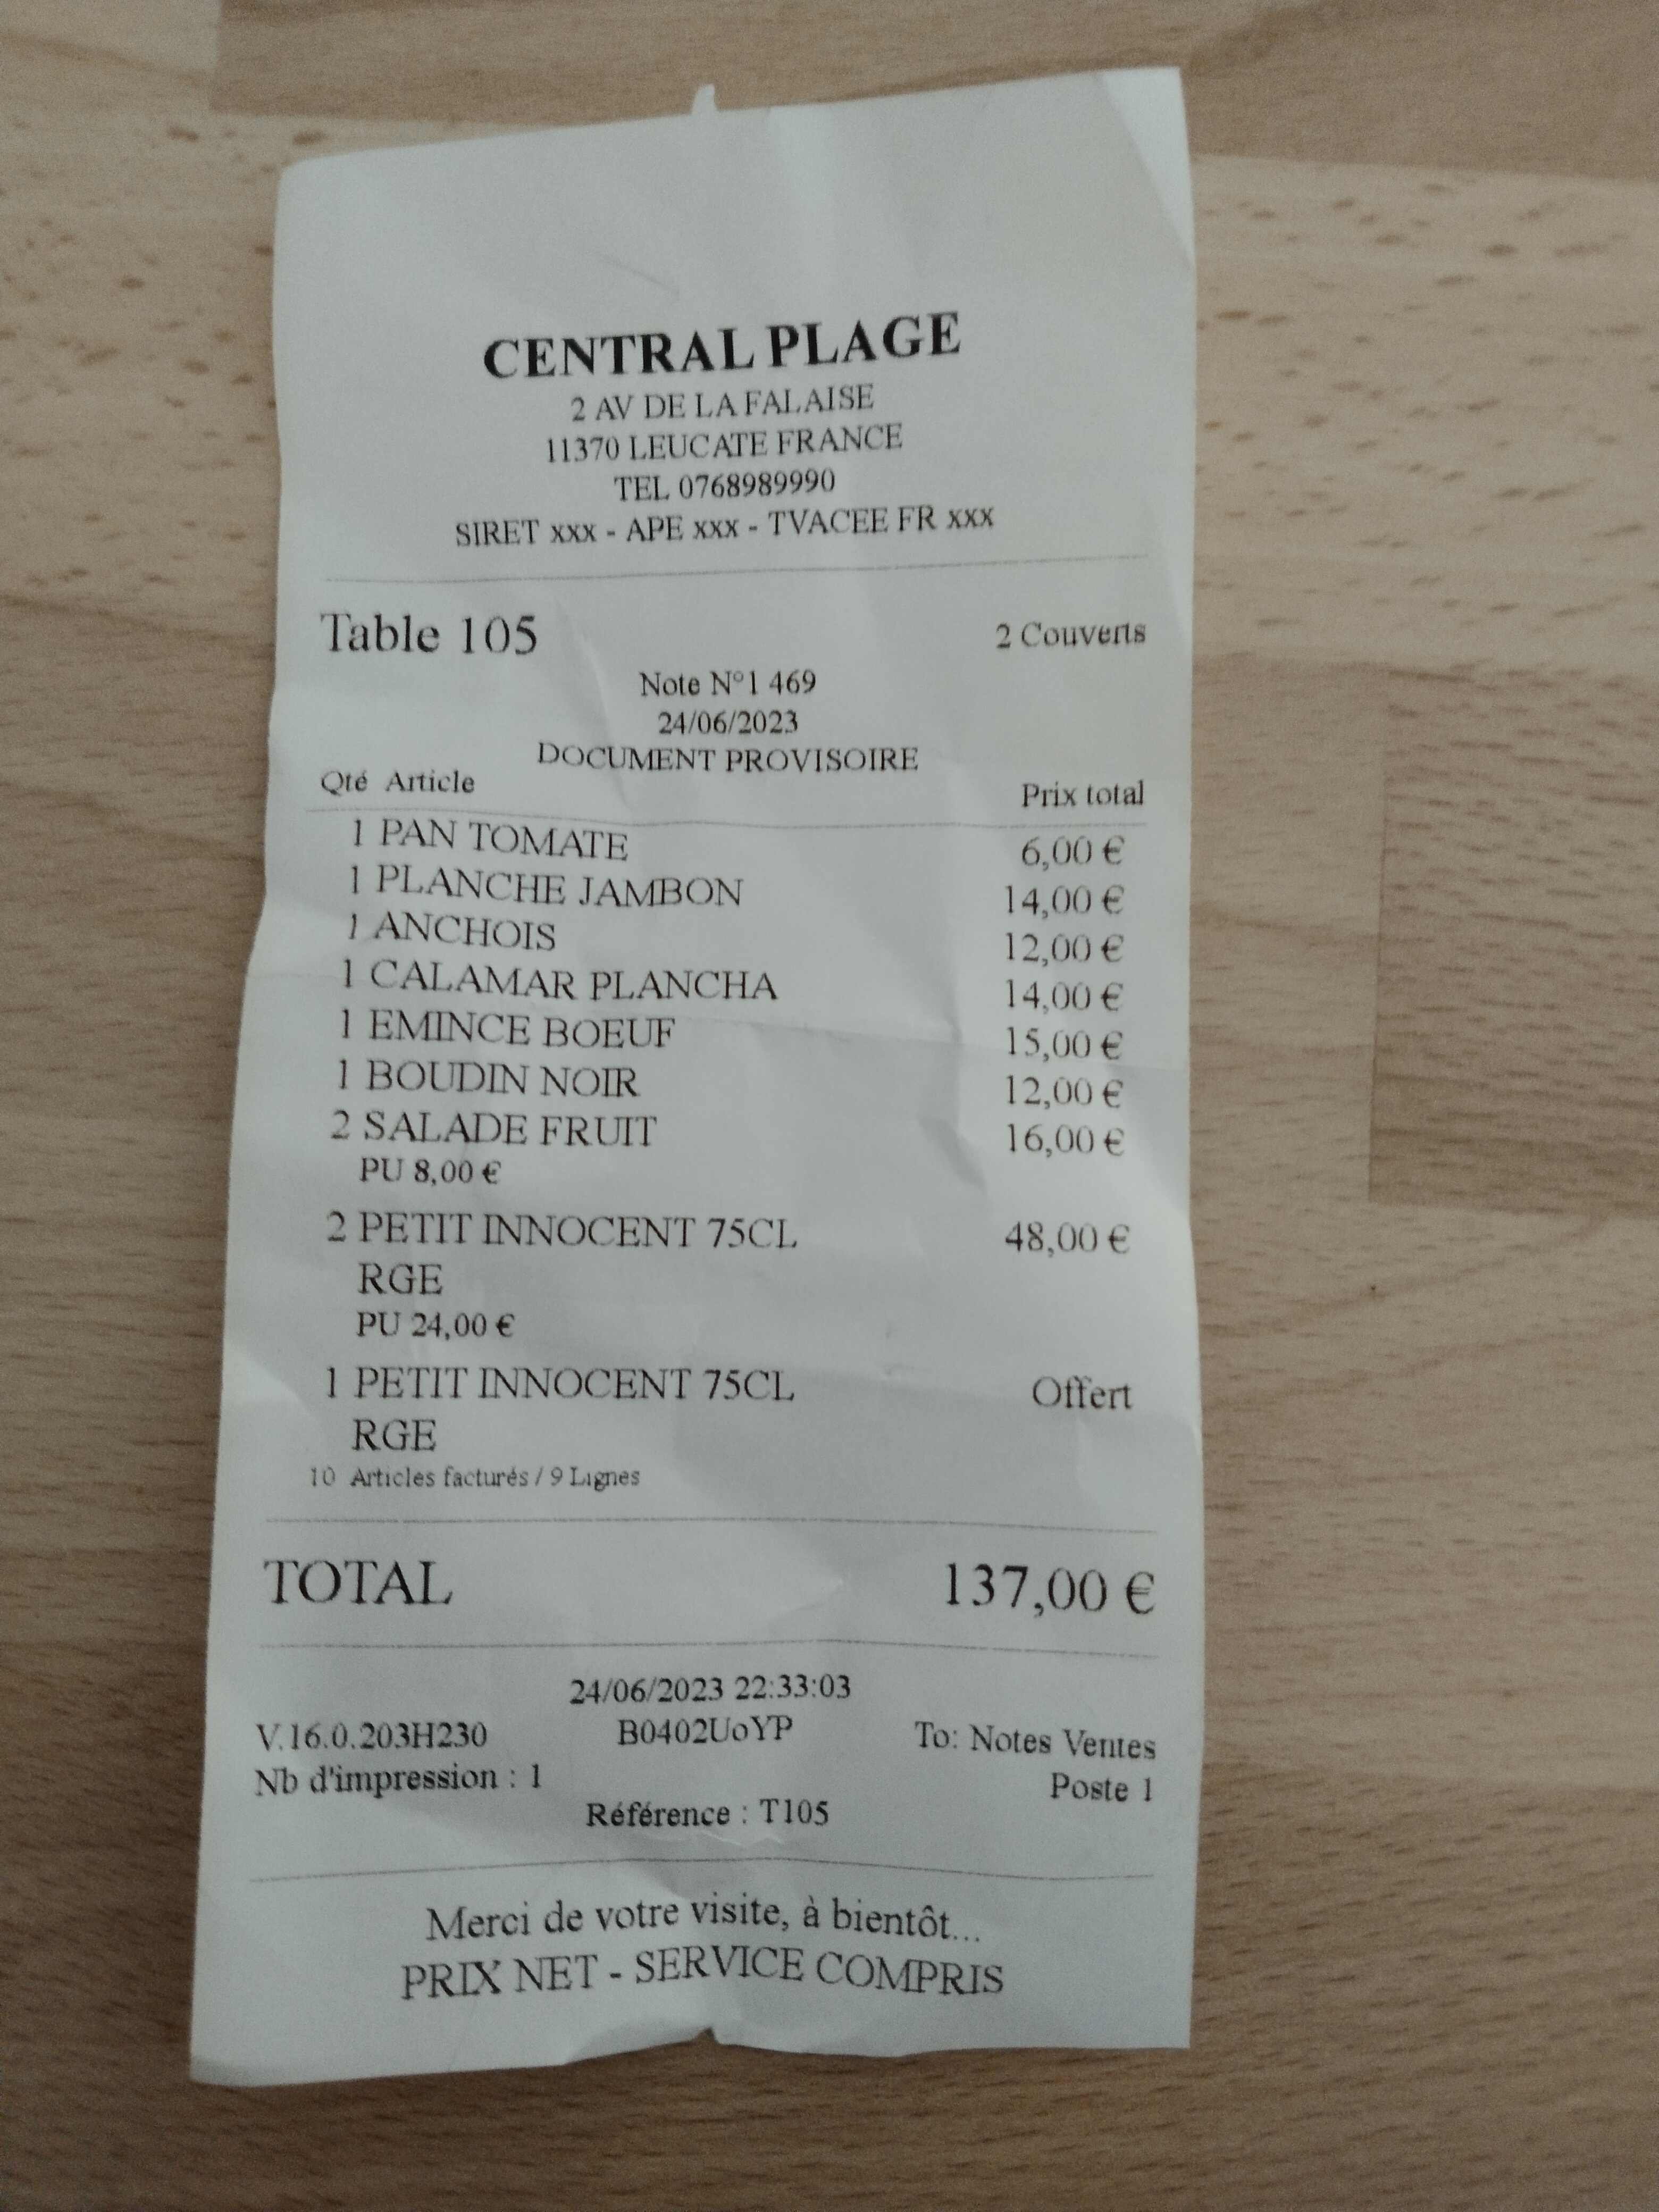 CENTRAL PLAGE
2 AV DE LA FALAISE
11370 LEUCATE FRANCE
TEL 0768989990
SIRET xxx - APE xxx - TVACEE FR xxx
Table 105 2 Couverts
Note N°1 469
24/06/2023
DOCUMENT PROVISOIRE
Qté Article Prix total
1 PAN TOMATE 6,00 €
1 PLANCHE JAMBON 14,00 €
1 ANCHOIS 12,00 €
1 CALAMAR PLANCHA 14,00 €
1 EMINCE BOEUF 15,00 €
1 BOUDIN NOIR 12,00 €
2 SALADE FRUIT 16,00 €
PU 8,00 €
2 PETIT INNOCENT 75CL 48,00 €
RGE
PU 24,00 €
1 PETIT INNOCENT 75CL Offert
RGE
10 Articles facturés / 9 Lignes
TOTAL 137,00 €
24/06/2023 22:33:03
V.16.0.203H230 B0402UoYP To: Notes Ventes
Nb d'impression : 1 Poste 1
Référence : T105
Merci de votre visite, à bientôt...
PRIX NET - SERVICE COMPRIS